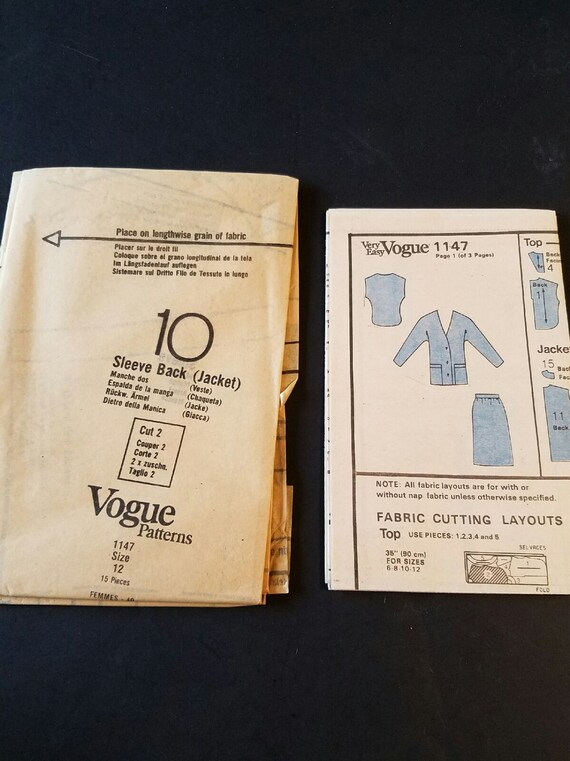 Place on lengthwise grain of fabric
Placer sur le droit fil
Coloque sobre el grano longitudinal de la tela
Im Längsfadenlauf auflegen
Sistemare sul Dritto Filo de Tessuto in lungo
10
Sleeve Back (Jacket)
Manche dos (Veste)
Espalda de la manga (Chaqueta)
Rückw. Ärmel (Jacke)
Dietro della Manica (Giacca)
Cut 2
Couper 2
Corte 2
2 x zuschn.
Taglio 2
Vogue
Patterns
1147
Size
12
15 Pieces
FEMMES
Very Easy Vogue 1147
Page 1 (of 3 Pages)
Top
Back
4
Back
1
Jacket
15
11
Back
NOTE: All fabric layouts are for with or
without nap fabric unless otherwise specified.
FABRIC CUTTING LAYOUTS
Top USE PIECES: 1,2,3,4 and 5
36" (90 cm)
FOR SIZES
6-8-10-12
SELVAGES
FOLD